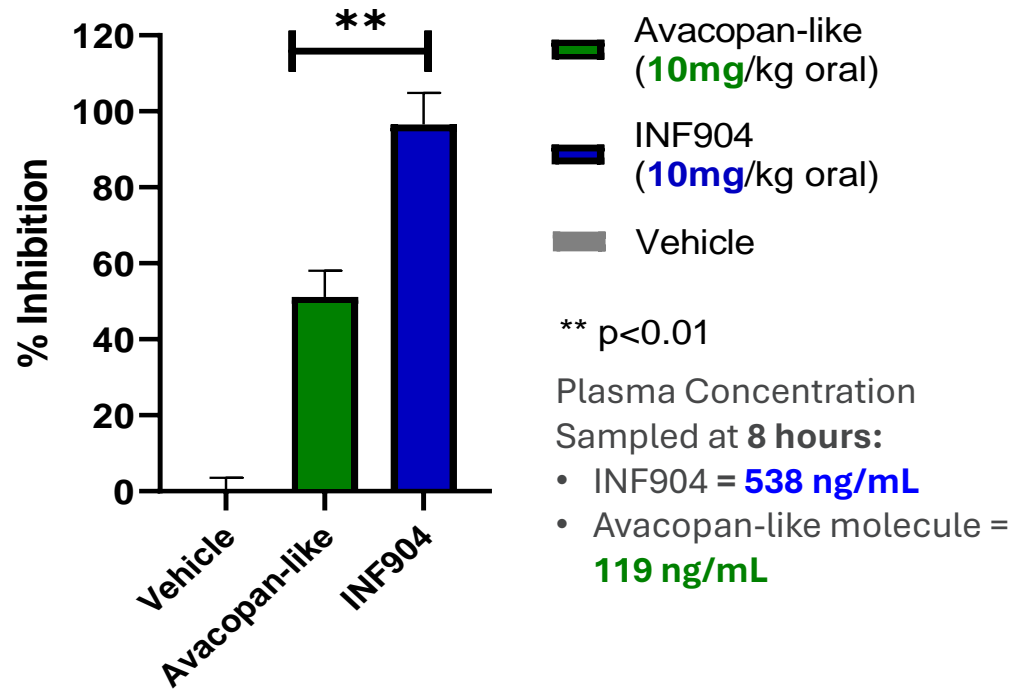 120
100
80
60
40
20
0
% Inhibition
**
Vehicle
Avacopan-like
INF904
Avacopan-like
(10mg/kg oral)
INF904
(10mg/kg oral)
Vehicle
** p<0.01
Plasma Concentration
Sampled at 8 hours:
• INF904 = 538 ng/mL
• Avacopan-like molecule =
119 ng/mL